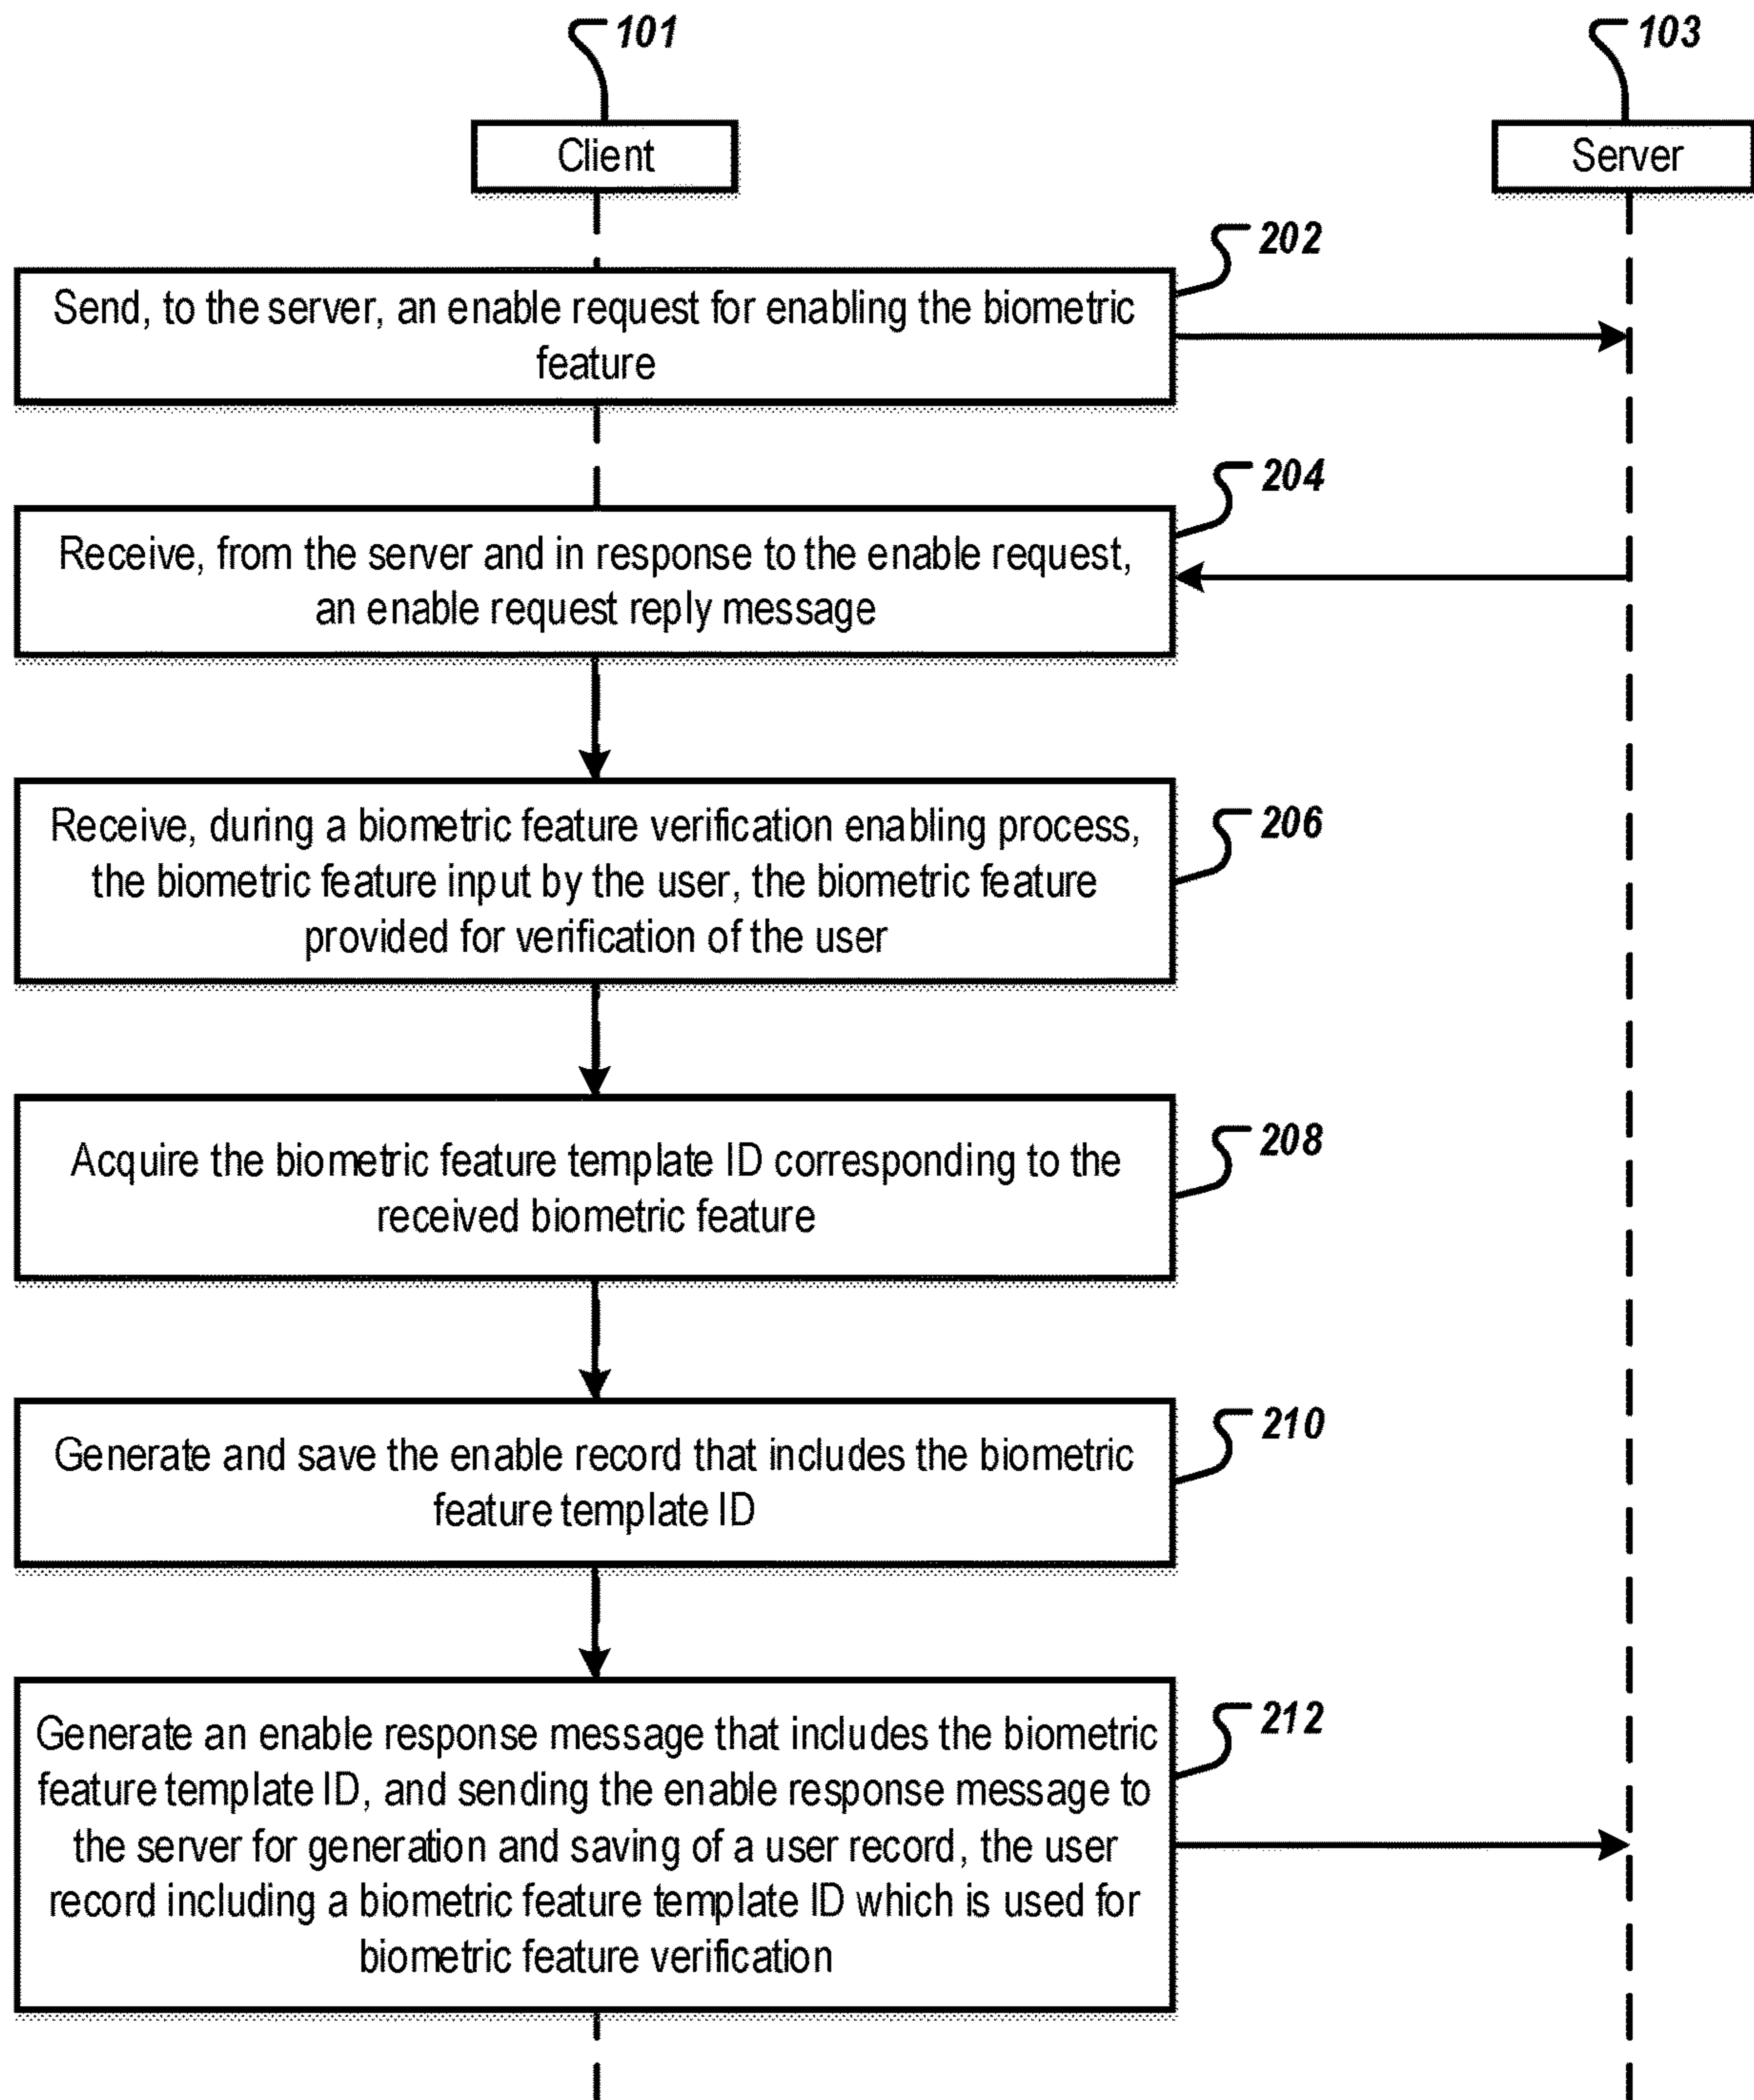 101
103
Client
Server
202
Send, to the server, an enable request for enabling the biometric
feature
204
Receive, from the server and in response to the enable request,
an enable request reply message
206
Receive, during a biometric feature verification enabling process,
the biometric feature input by the user, the biometric feature
provided for verification of the user
208
Acquire the biometric feature template ID corresponding to the
received biometric feature
210
Generate and save the enable record that includes the biometric
feature template ID
212
Generate an enable response message that includes the biometric
feature template ID, and sending the enable response message to
the server for generation and saving of a user record, the user
record including a biometric feature template ID which is used for
biometric feature verification